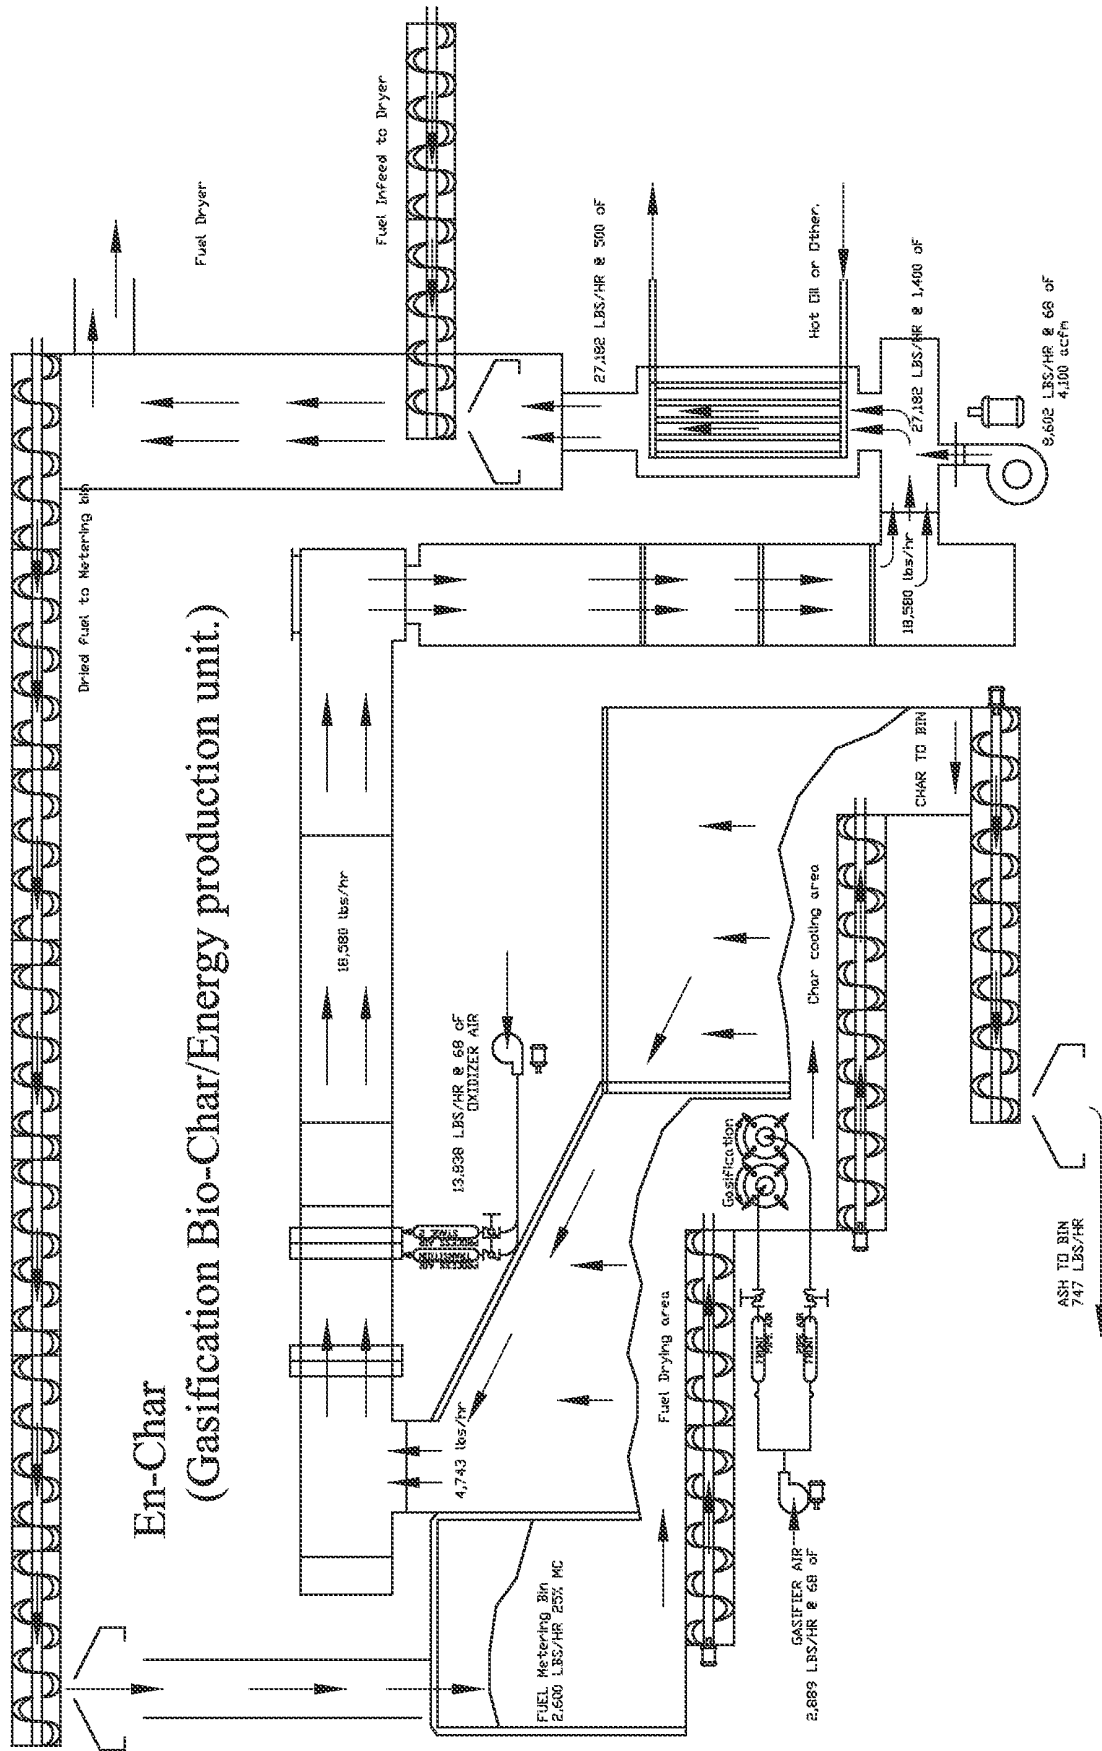 En-Char
(Gasification Bio-Char/Energy production unit.)
Dried fuel to Metering bin
Fuel Dryer
Fuel Infeed to Dryer
27,182 LBS/HR @ 500 oF
Hot Oil or Other.
27,182 LBS/HR @ 1,400 oF
8,602 LBS/HR @ 68 oF
4,100 acfm
18,580 lbs/hr
18,580 lbs/hr
13,838 LBS/HR @ 68 oF
OXIDIZER AIR
4,743 lbs/hr
FUEL Metering Bin
2,600 LBS/HR 25% MC
Fuel Drying area
Gasification
Char cooling area
CHAR TO BIN
GASIFIER AIR
2,889 LBS/HR @ 68 oF
ASH TO BIN
747 LBS/HR